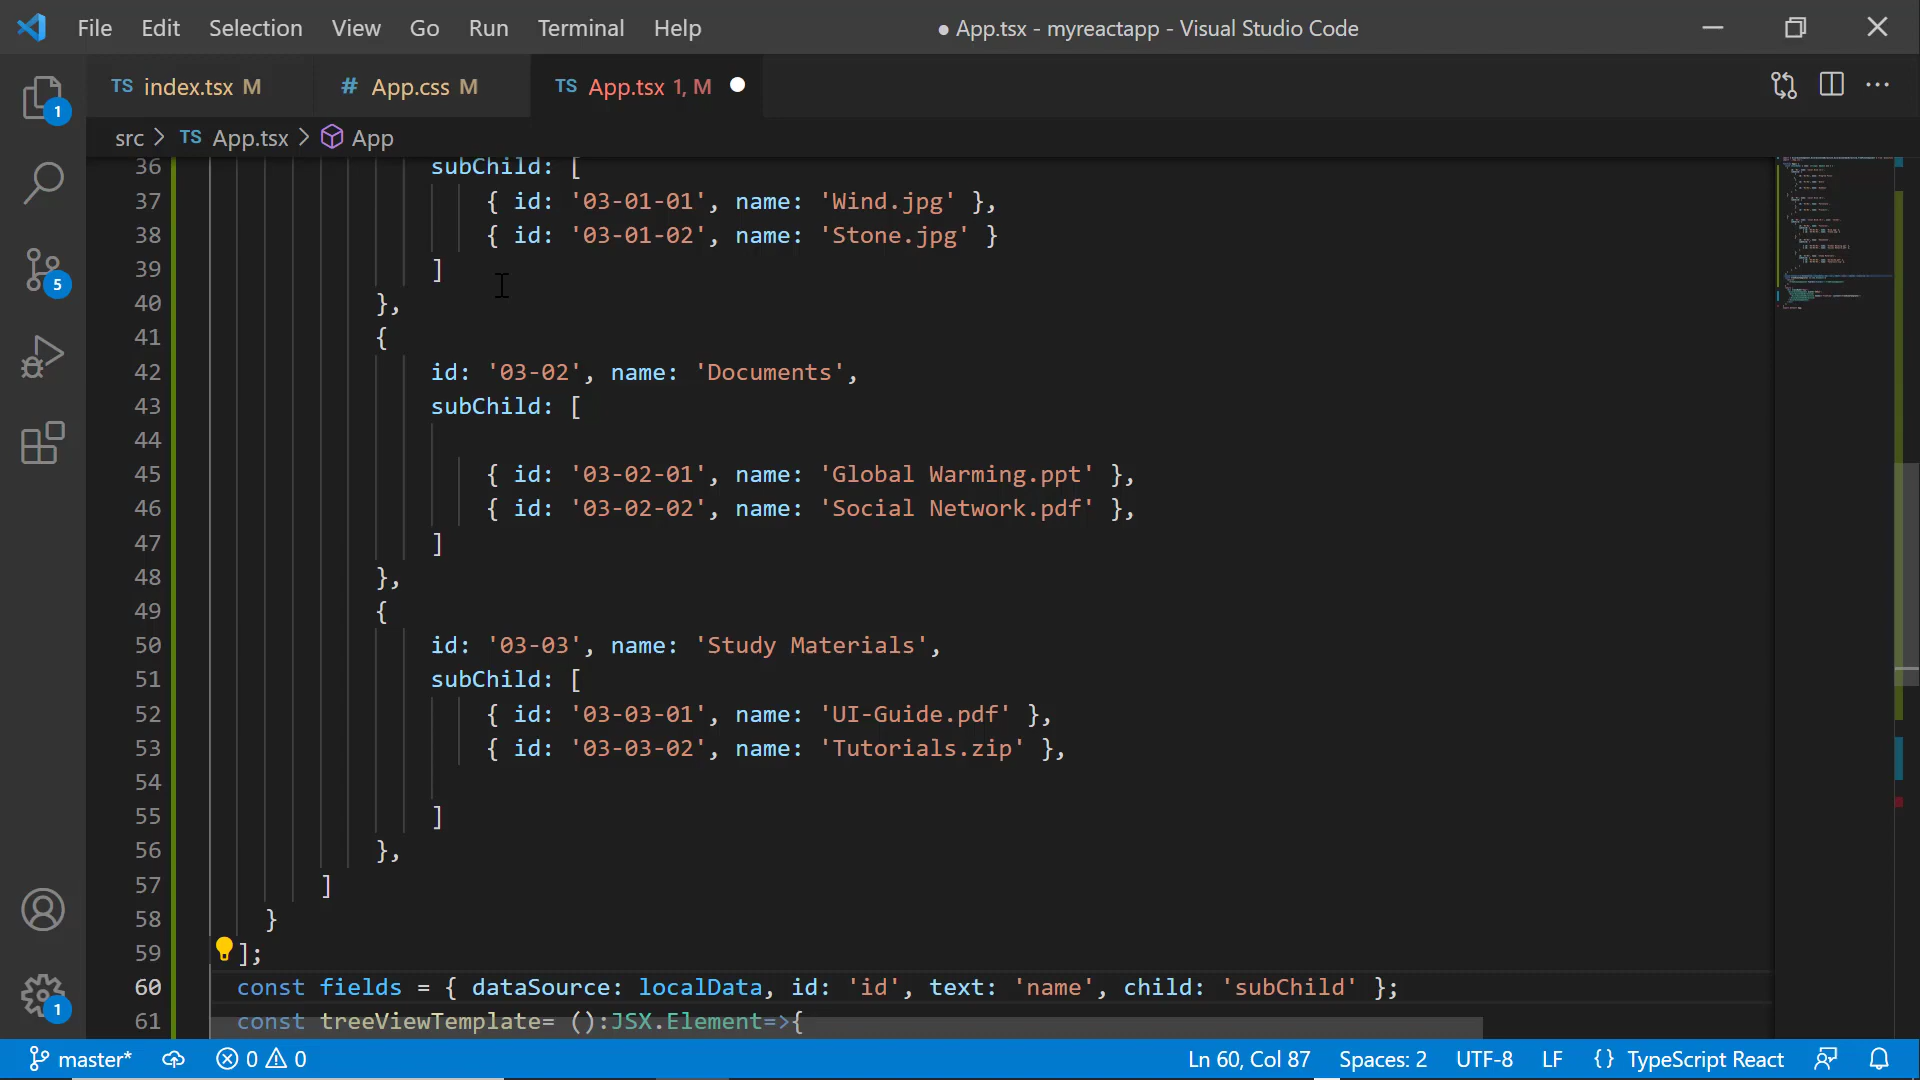 File Edit Selection View Go Run Terminal Help
● App.tsx - myreactapp - Visual Studio Code
TS index.tsx M
# App.css M
TS App.tsx 1, M
src > TS App.tsx > App
36 subChild: [
37 { id: '03-01-01', name: 'Wind.jpg' },
38 { id: '03-01-02', name: 'Stone.jpg' }
39 ]
40 },
41 {
42 id: '03-02', name: 'Documents',
43 subChild: [
44
45 { id: '03-02-01', name: 'Global Warming.ppt' },
46 { id: '03-02-02', name: 'Social Network.pdf' },
47 ]
48 },
49 {
50 id: '03-03', name: 'Study Materials',
51 subChild: [
52 { id: '03-03-01', name: 'UI-Guide.pdf' },
53 { id: '03-03-02', name: 'Tutorials.zip' },
54
55 ]
56 },
57 ]
58 }
59 ];
60 const fields = { dataSource: localData, id: 'id', text: 'name', child: 'subChild' };
61 const treeViewTemplate= ():JSX.Element=>{
1
5
1
master* 0 0
Ln 60, Col 87 Spaces: 2 UTF-8 LF {} TypeScript React